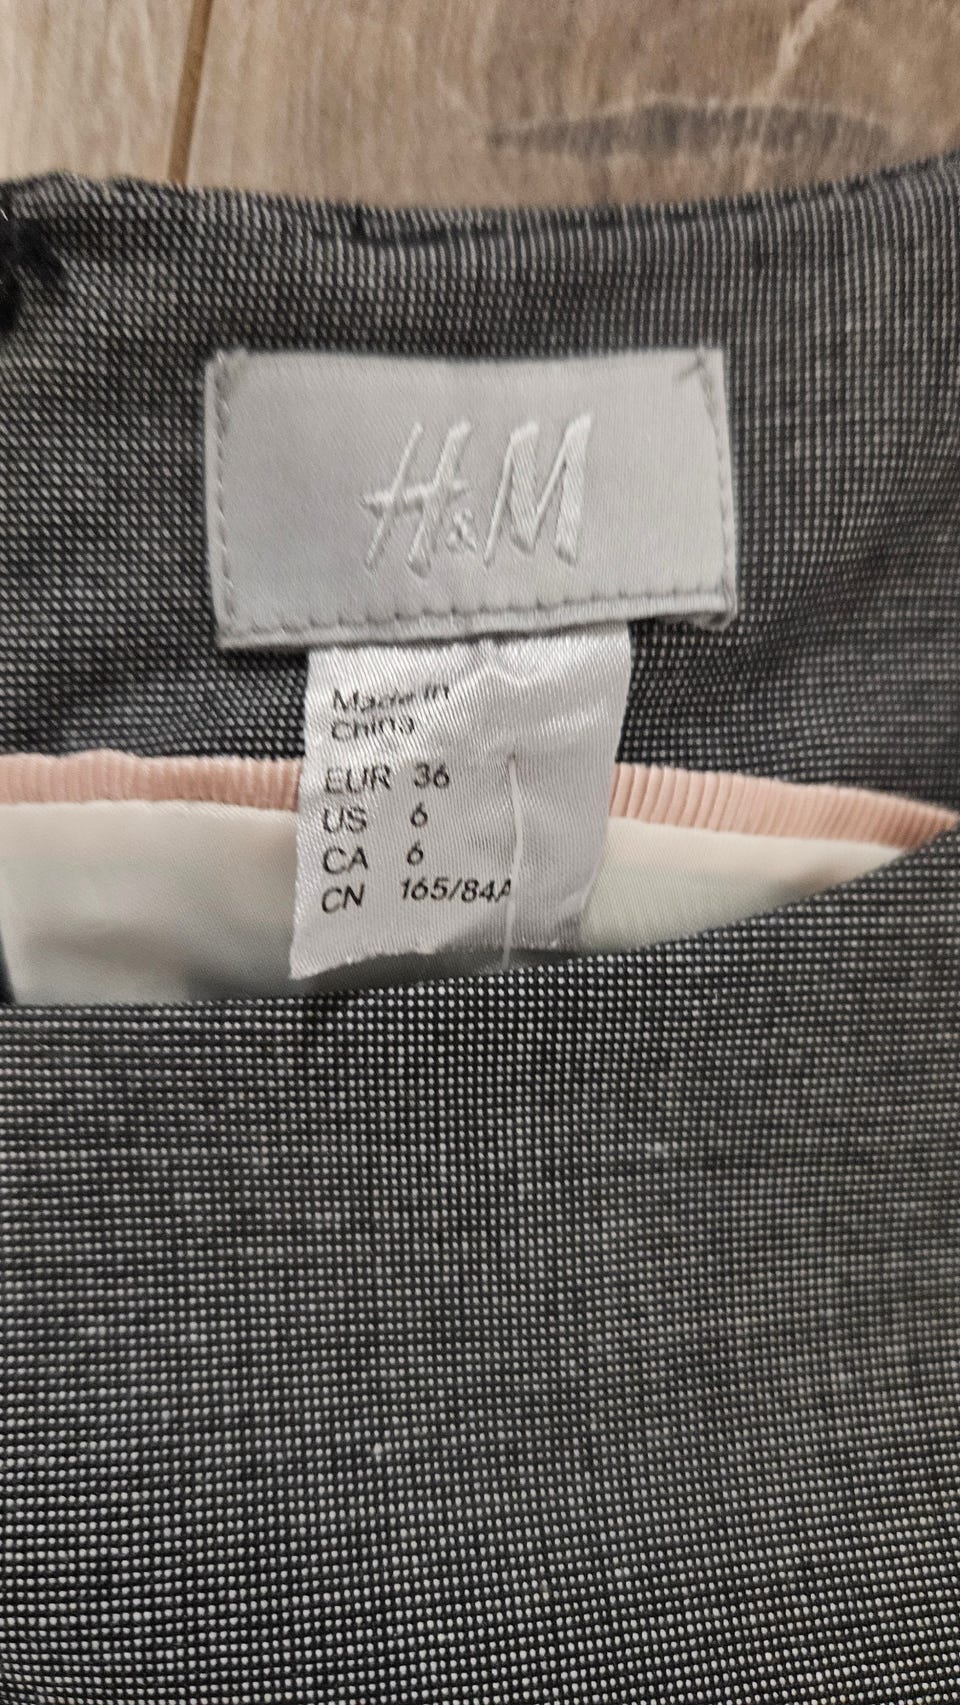 H&M
Made in
China
EUR 36
US 6
CA 6
CN 165/84A